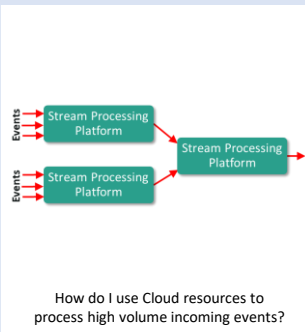 Events
Stream Processing
Platform
Stream Processing
Platform
Events
Stream Processing
Platform
How do I use Cloud resources to
process high volume incoming events?